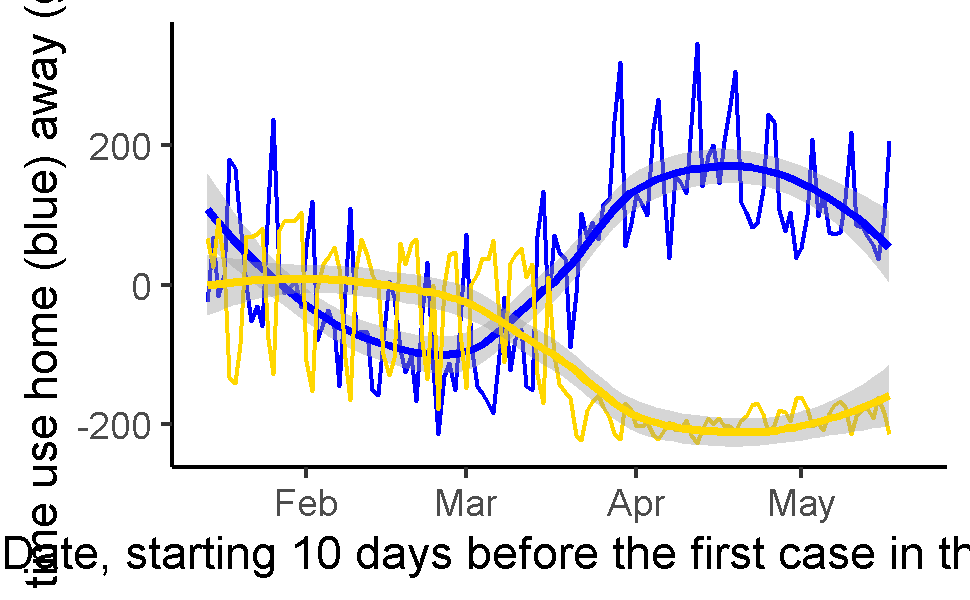 time use home (blue) away (
200
0
-200
Feb Mar Apr May
Date, starting 10 days before the first case in th